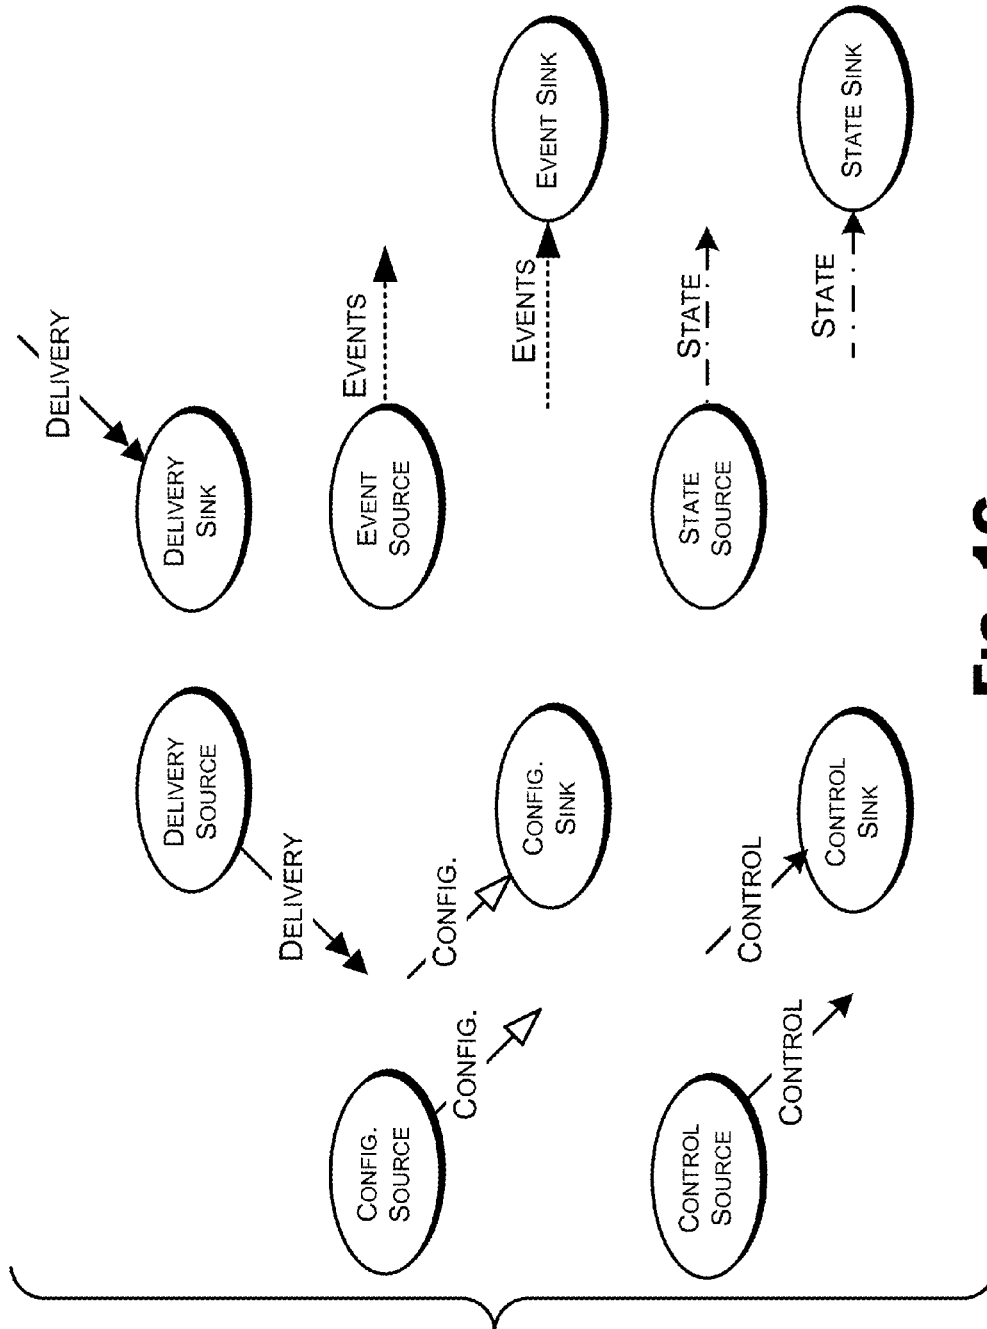 DELIVERY
DELIVERY
SOURCE
DELIVERY
SINK
DELIVERY
EVENTS
CONFIG.
SOURCE
EVENT
SOURCE
CONFIG.
CONFIG.
EVENTS
CONFIG.
SINK
EVENT SINK
STATE
CONTROL
SOURCE
STATE
SOURCE
CONTROL
CONTROL
STATE
CONTROL
SINK
STATE SINK